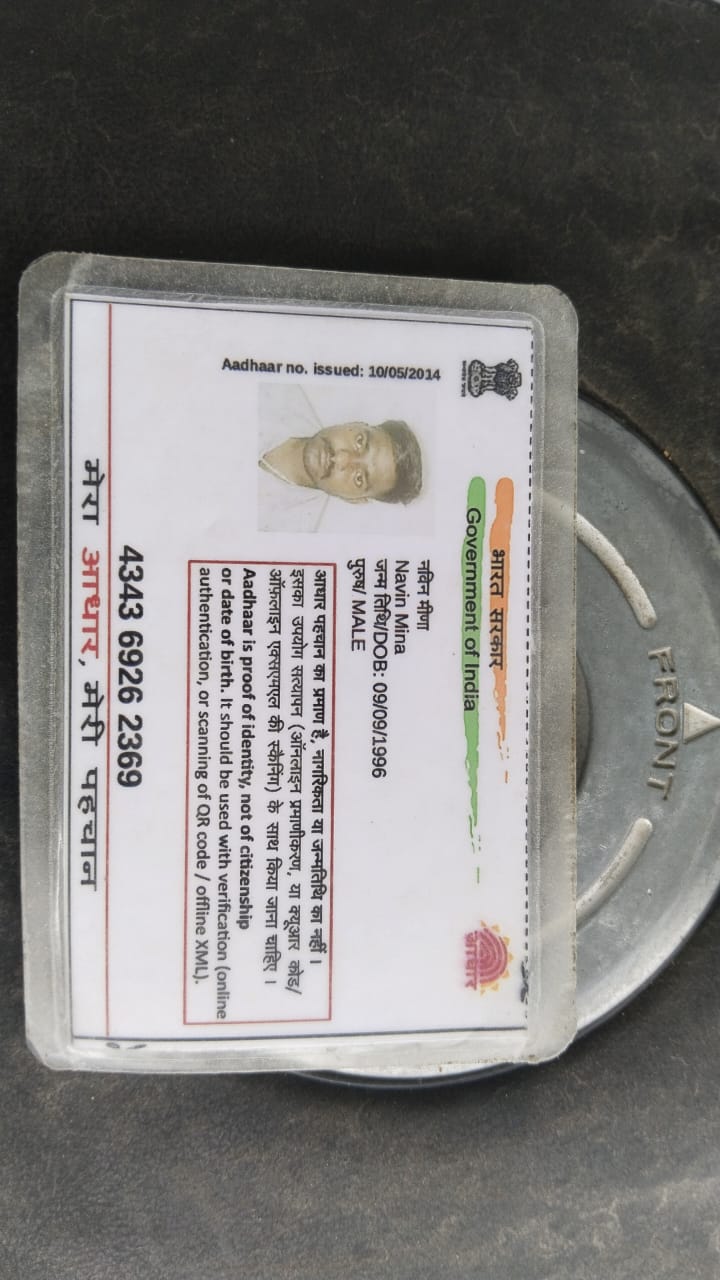 भारत सरकार
Government of India
आधार
Aadhaar no. issued: 10/05/2014
नविन मीणा
Navin Mina
जन्म तिथि/DOB: 09/09/1996
पुरुष/ MALE
आधार पहचान का प्रमाण है, नागरिकता या जन्मतिथि का नहीं ।
इसका उपयोग सत्यापन (ऑनलाइन प्रमाणीकरण, या क्यूआर कोड/
ऑफ़लाइन एक्सएमएल की स्कैनिंग) के साथ किया जाना चाहिए ।
Aadhaar is proof of identity, not of citizenship
or date of birth. It should be used with verification (online
authentication, or scanning of QR code / offline XML).
4343 6926 2369
मेरा आधार, मेरी पहचान
FRONT